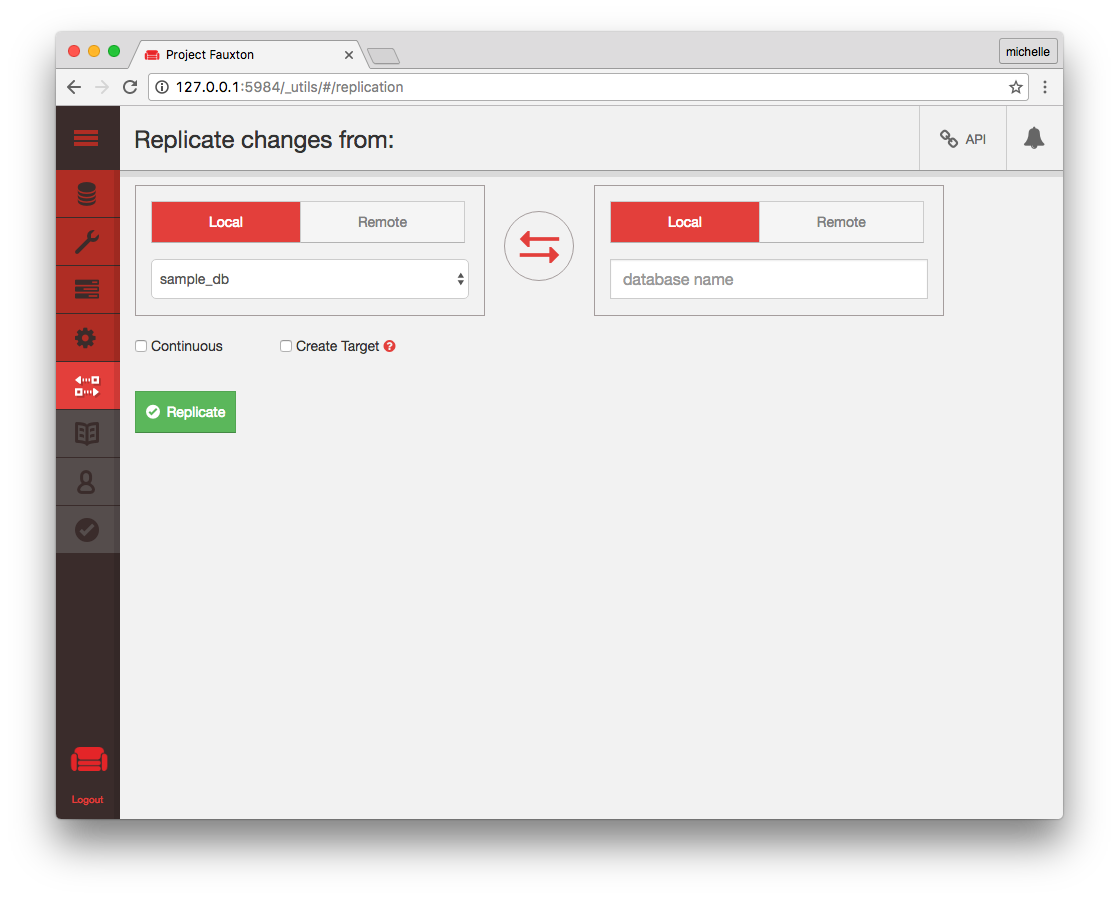 Project Fauxton
michelle
127.0.0.1:5984/_utils/#/replication
Replicate changes from:
API
Local Remote
Local Remote
sample_db
database name
Continuous
Create Target
Replicate
Logout